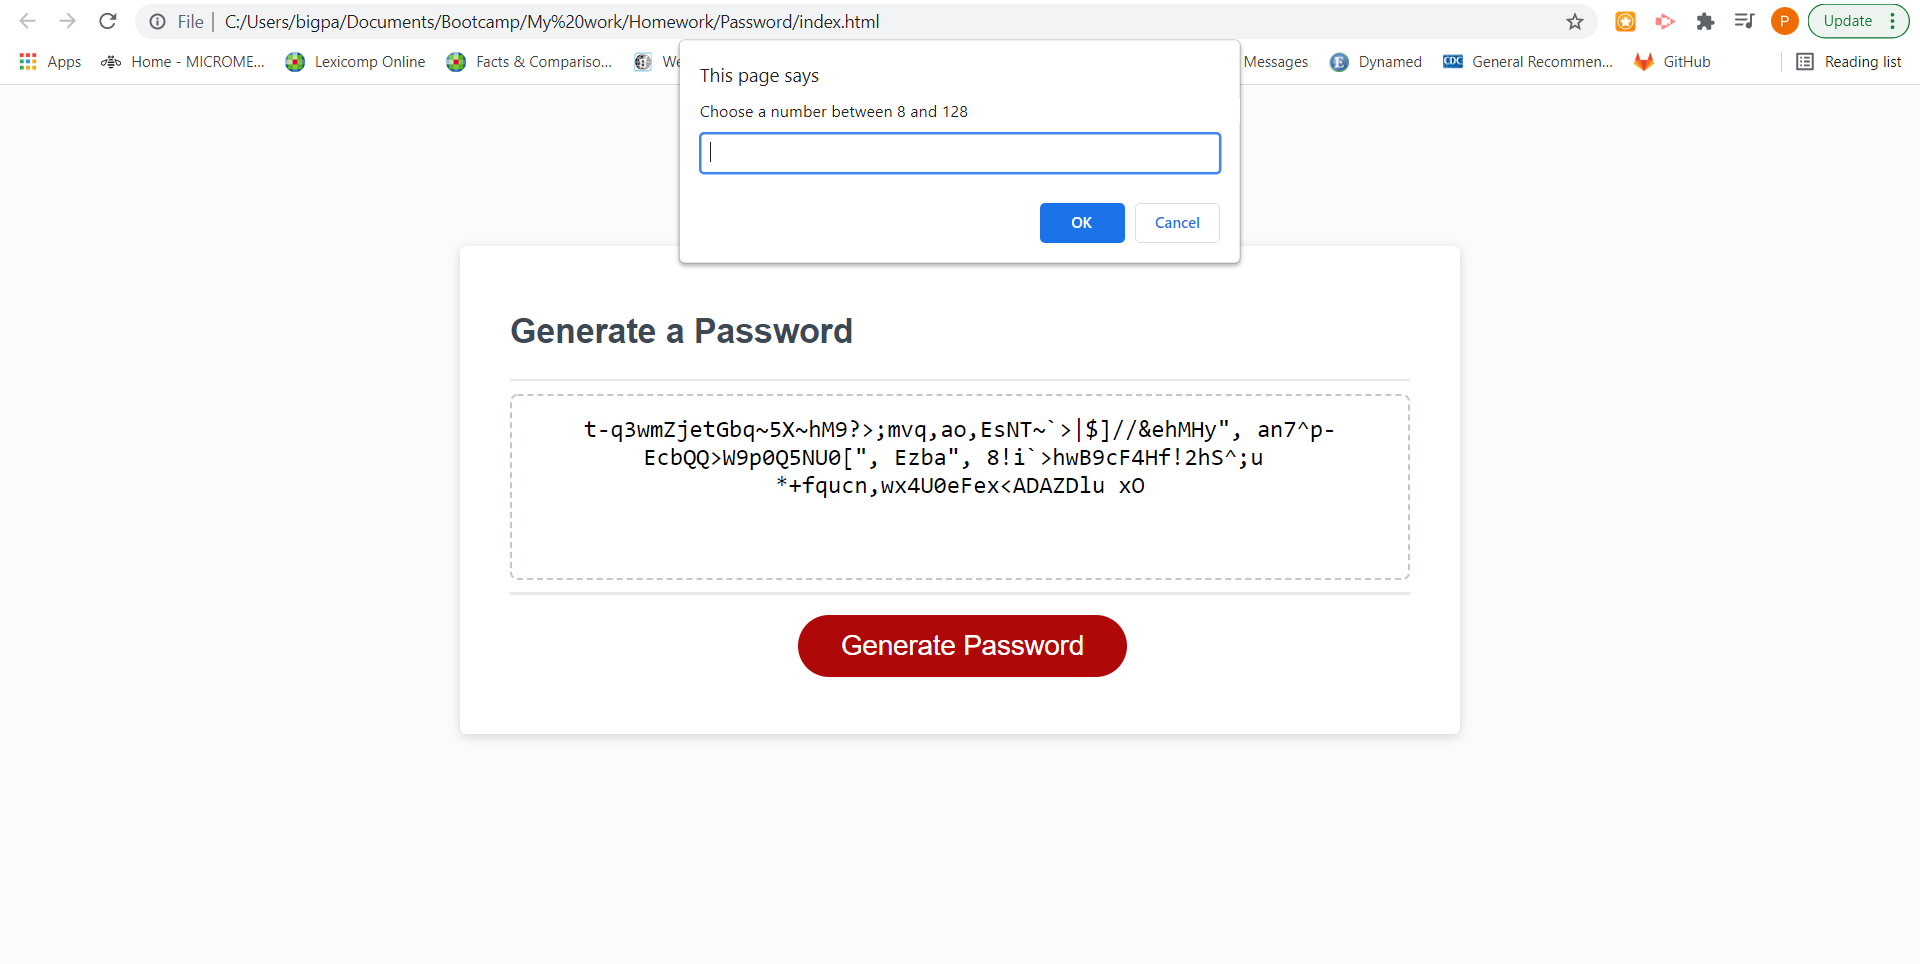 File | C:/Users/bigpa/Documents/Bootcamp/My%20work/Homework/Password/index.html
P
Update
Apps
Home - MICROME...
Lexicomp Online
Facts & Compariso...
We
Messages
Dynamed
CDC
General Recommen...
GitHub
Reading list
This page says
Choose a number between 8 and 128
OK
Cancel
Generate a Password
t-q3wmZjetGbq~5X~hM9?>;mvq,ao,EsNT~`>|$]//&ehMHy", an7^p-
EcbQQ>W9p0Q5NU0[", Ezba", 8!i`>hwB9cF4Hf!2hS^;u
*+fqucn,wx4U0eFex<ADAZDlu xO
Generate Password